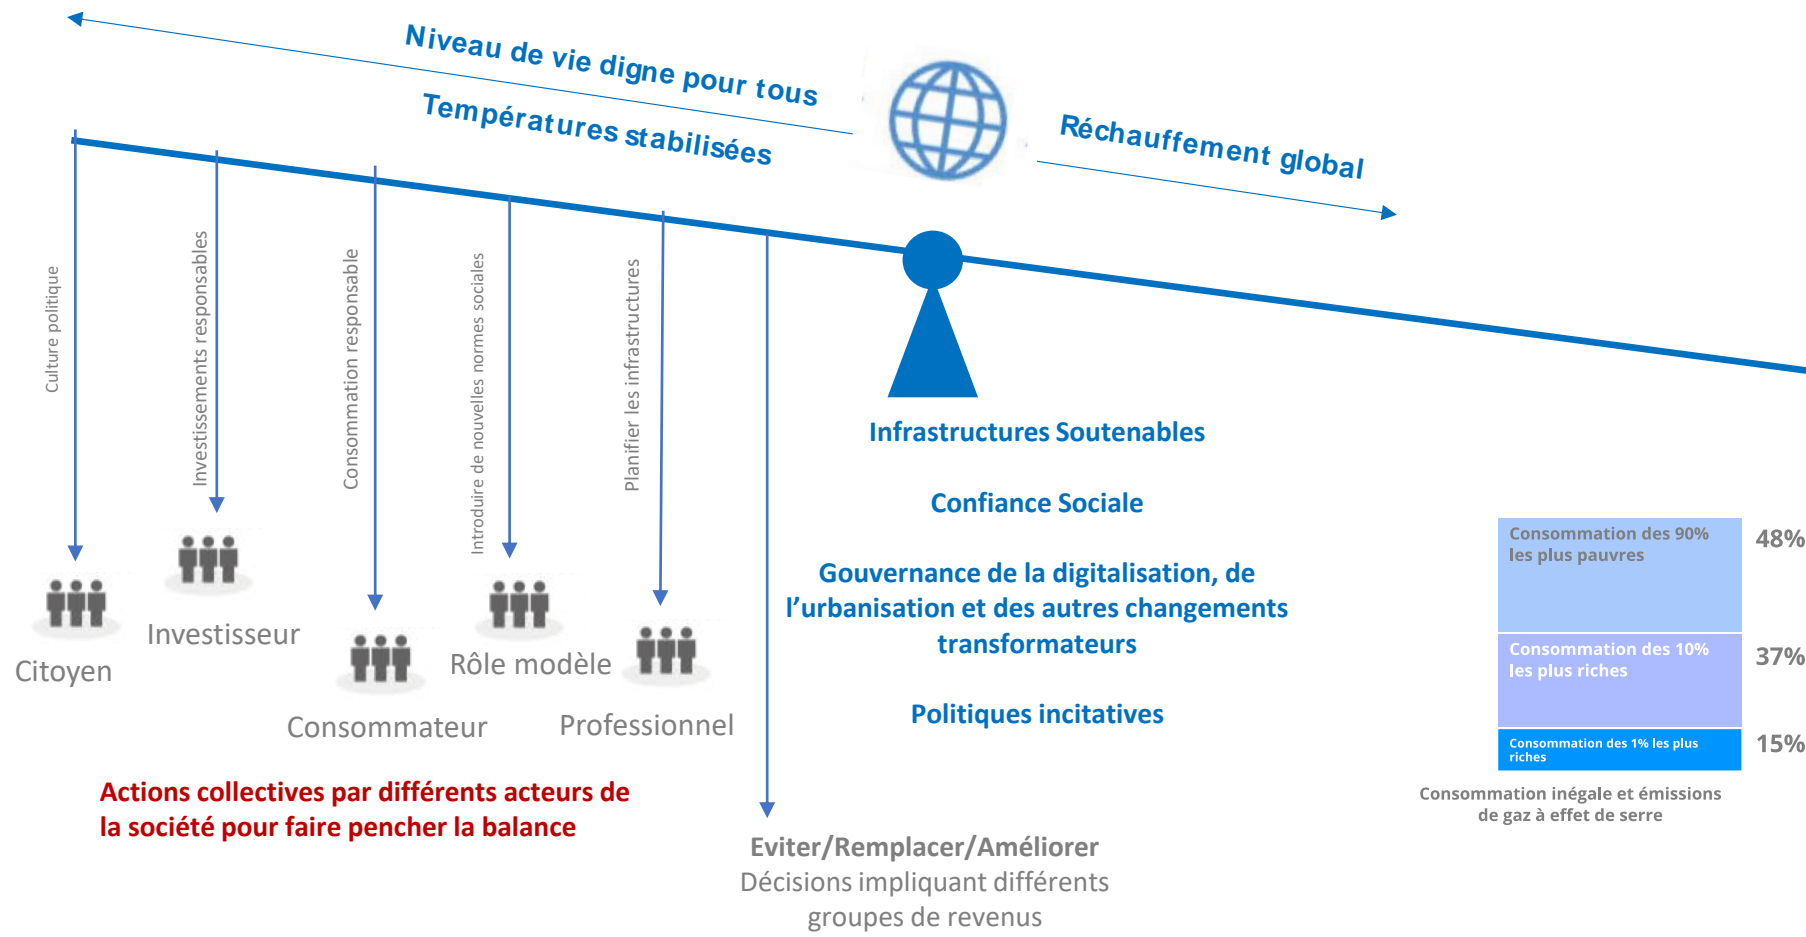 Niveau de vie digne pour tous
Températures stabilisées
Réchauffement global
Culture politique
Investissements responsables
Consommation responsable
Introduire de nouvelles normes sociales
Planifier les infrastructures
Citoyen
Investisseur
Consommateur
Rôle modèle
Professionnel
Actions collectives par différents acteurs de
la société pour faire pencher la balance
Eviter/Remplacer/Améliorer
Décisions impliquant différents
groupes de revenus
Infrastructures Soutenables
Confiance Sociale
Gouvernance de la digitalisation, de
l’urbanisation et des autres changements
transformateurs
Politiques incitatives
Consommation des 90%
les plus pauvres
48%
Consommation des 10%
les plus riches
37%
Consommation des 1% les plus
riches
15%
Consommation inégale et émissions
de gaz à effet de serre